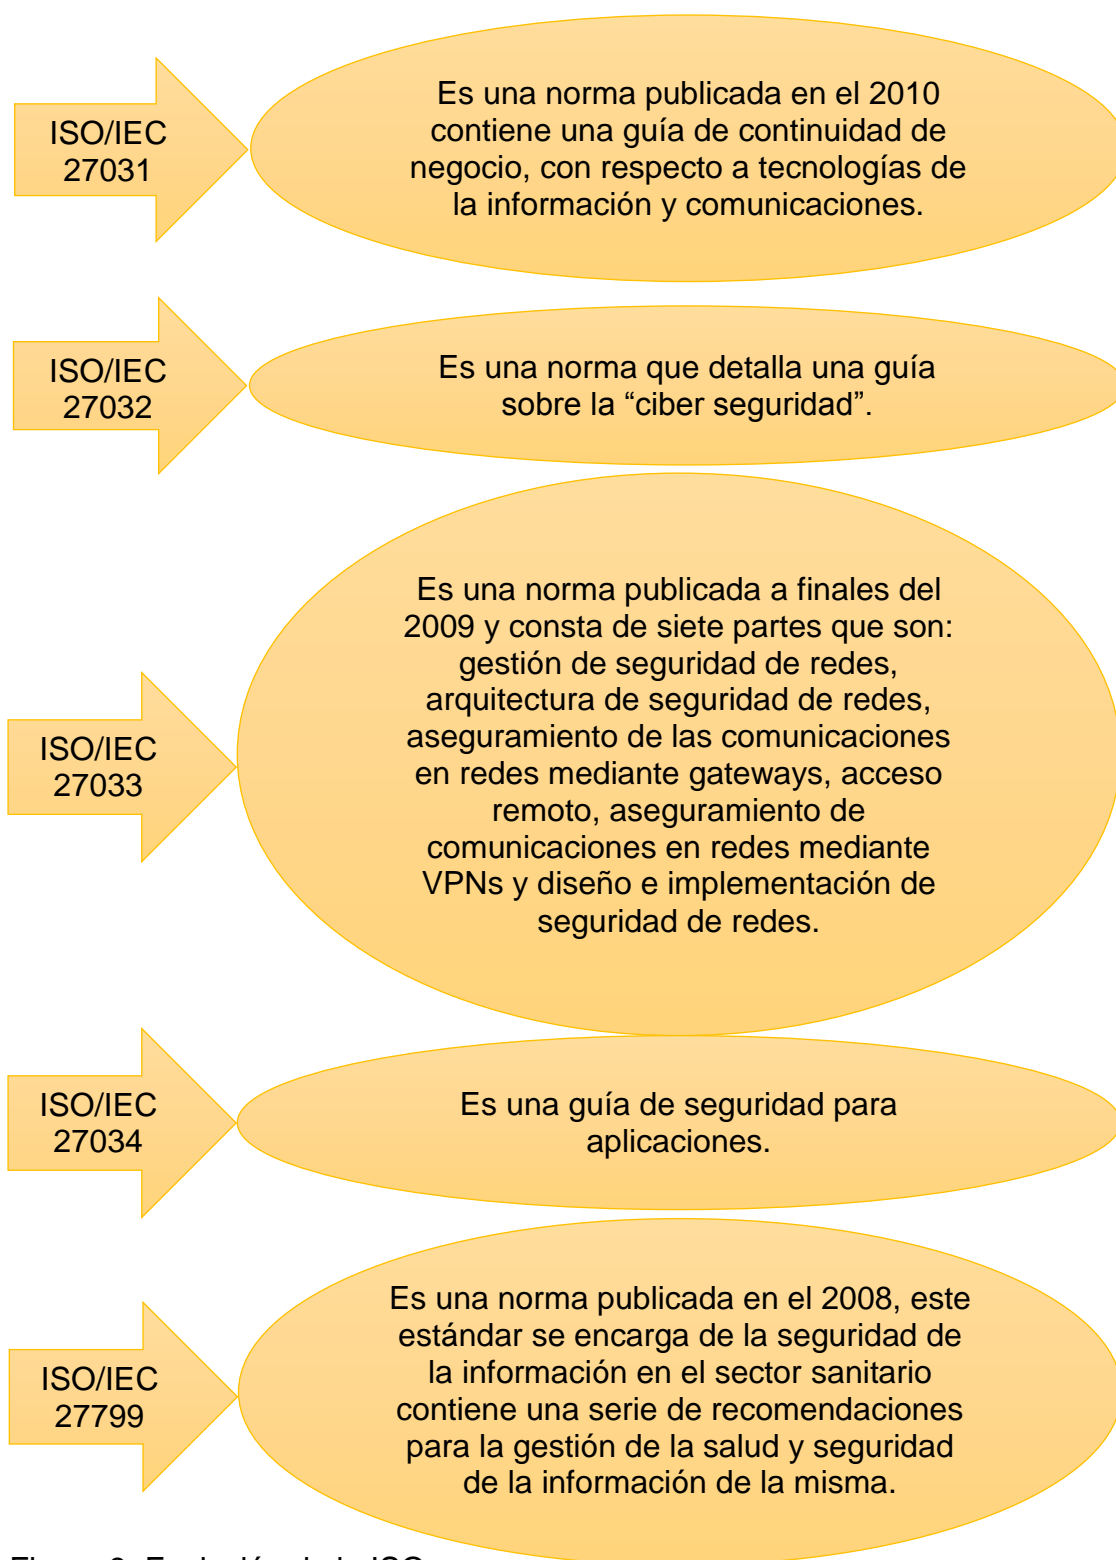 ISO/IEC
27031
Es una norma publicada en el 2010
contiene una guía de continuidad de
negocio, con respecto a tecnologías de
la información y comunicaciones.
ISO/IEC
27032
Es una norma que detalla una guía
sobre la “ciber seguridad”.
ISO/IEC
27033
Es una norma publicada a finales del
2009 y consta de siete partes que son:
gestión de seguridad de redes,
arquitectura de seguridad de redes,
aseguramiento de las comunicaciones
en redes mediante gateways, acceso
remoto, aseguramiento de
comunicaciones en redes mediante
VPNs y diseño e implementación de
seguridad de redes.
ISO/IEC
27034
Es una guía de seguridad para
aplicaciones.
ISO/IEC
27799
Es una norma publicada en el 2008, este
estándar se encarga de la seguridad de
la información en el sector sanitario
contiene una serie de recomendaciones
para la gestión de la salud y seguridad
de la información de la misma.